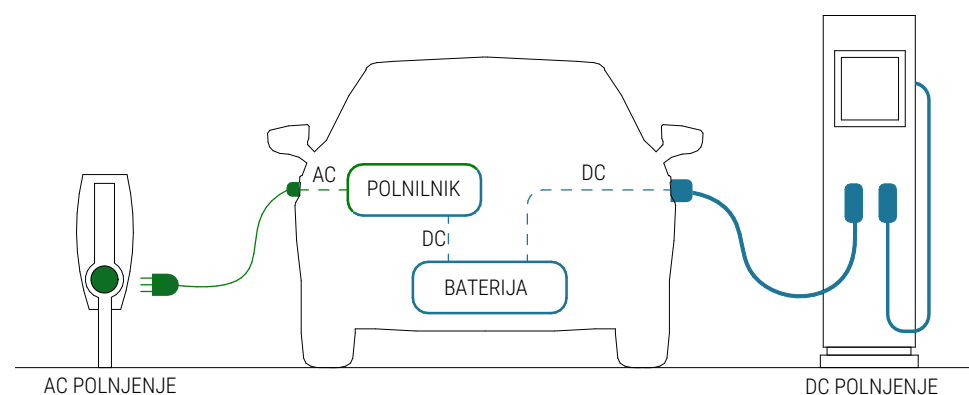 AC
POLNILNIK
DC
DC
BATERIJA
AC POLNJENJE
DC POLNJENJE